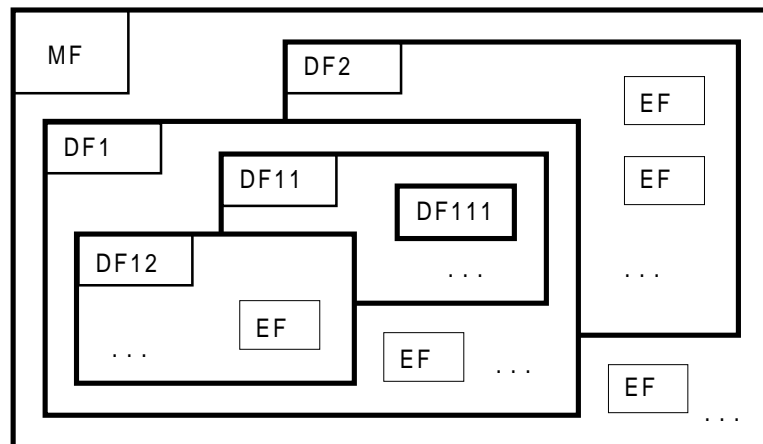 MF
DF2
EF
DF1
DF11
EF
DF111
DF12
. . .
. . .
EF
. . .
EF
. . .
EF
. . .